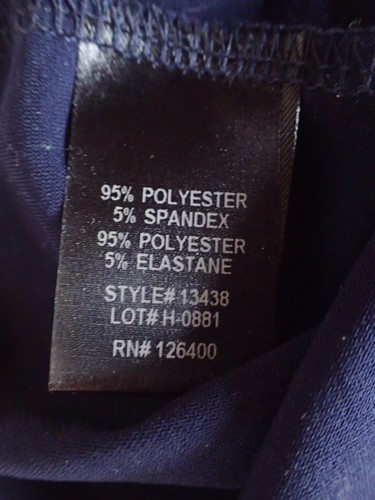 95% POLYESTER
5% SPANDEX
95% POLYESTER
5% ELASTANE
STYLE# 13438
LOT# H-0881
RN# 126400